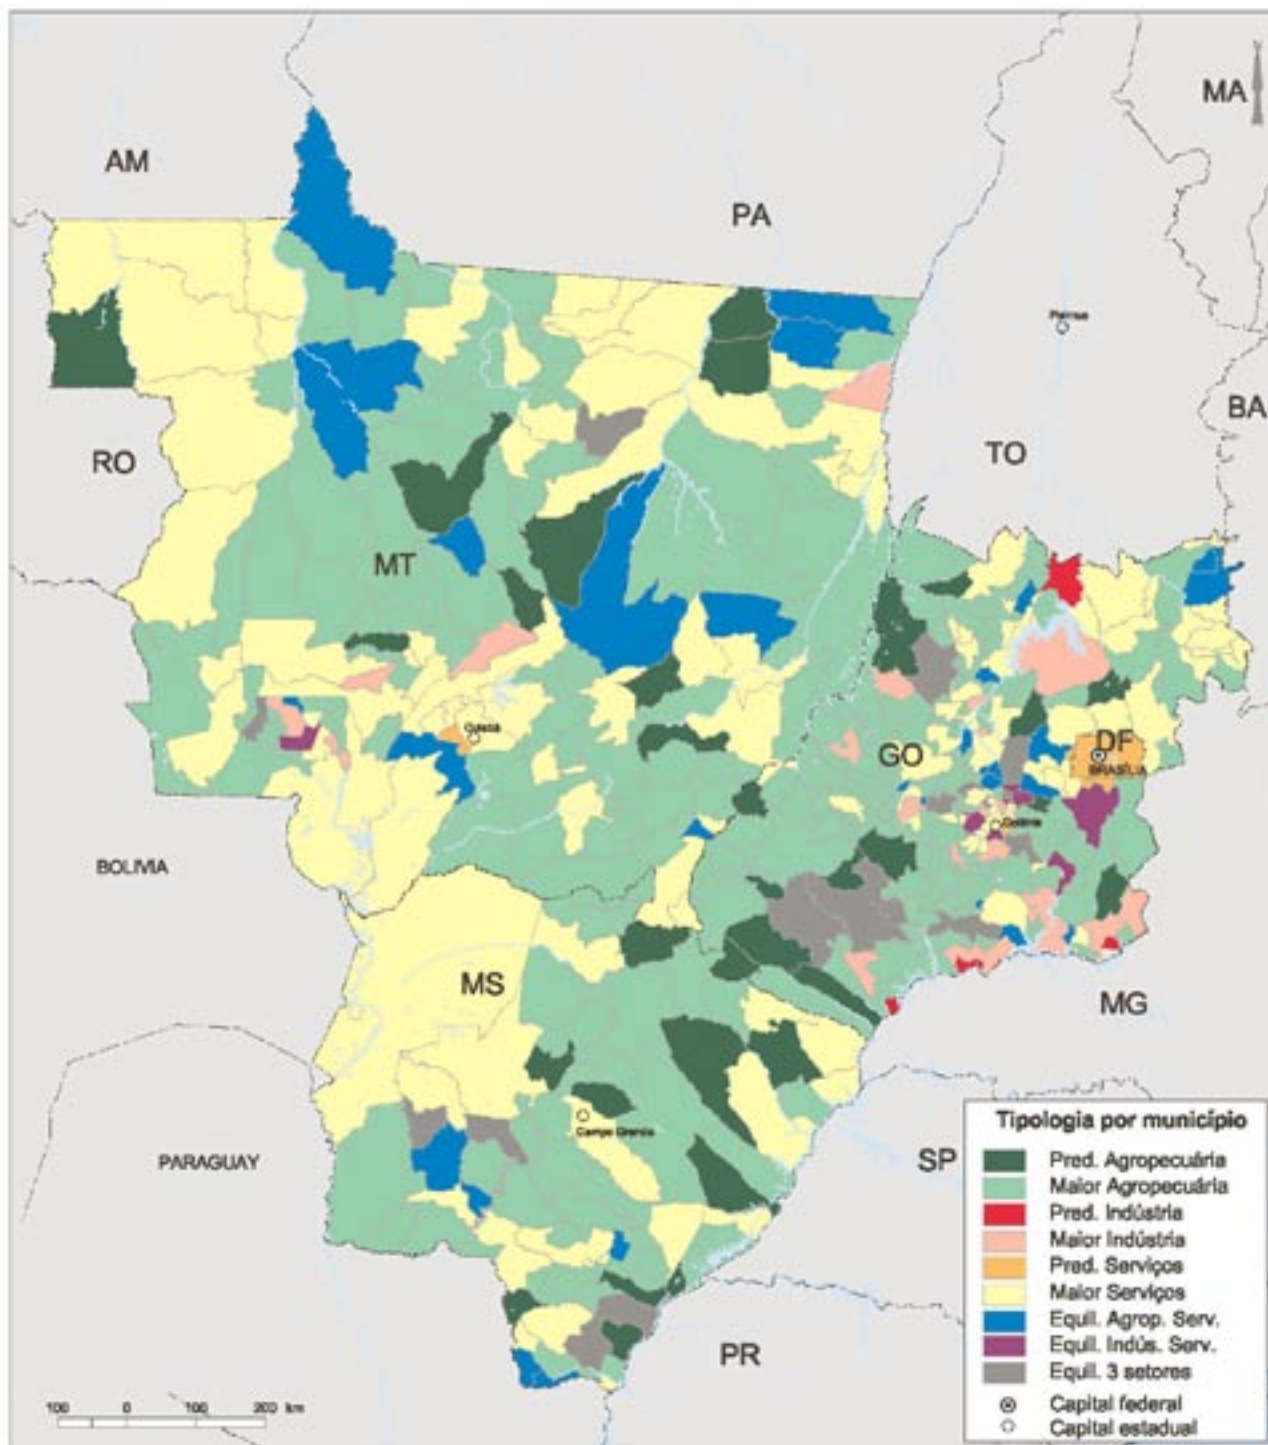 MA
AM
PA
Palmas
BA
TO
RO
MT
Cuiabá
GO
DF
BRASÍLIA
Goiânia
BOLIVIA
MS
MG
Campo Grande
PARAGUAY
SP
PR
100 0 100 200 km
Tipologia por município
Pred. Agropecuária
Maior Agropecuária
Pred. Indústria
Maior Indústria
Pred. Serviços
Maior Serviços
Equil. Agrop. Serv.
Equil. Indús. Serv.
Equil. 3 setores
Capital federal
Capital estadual